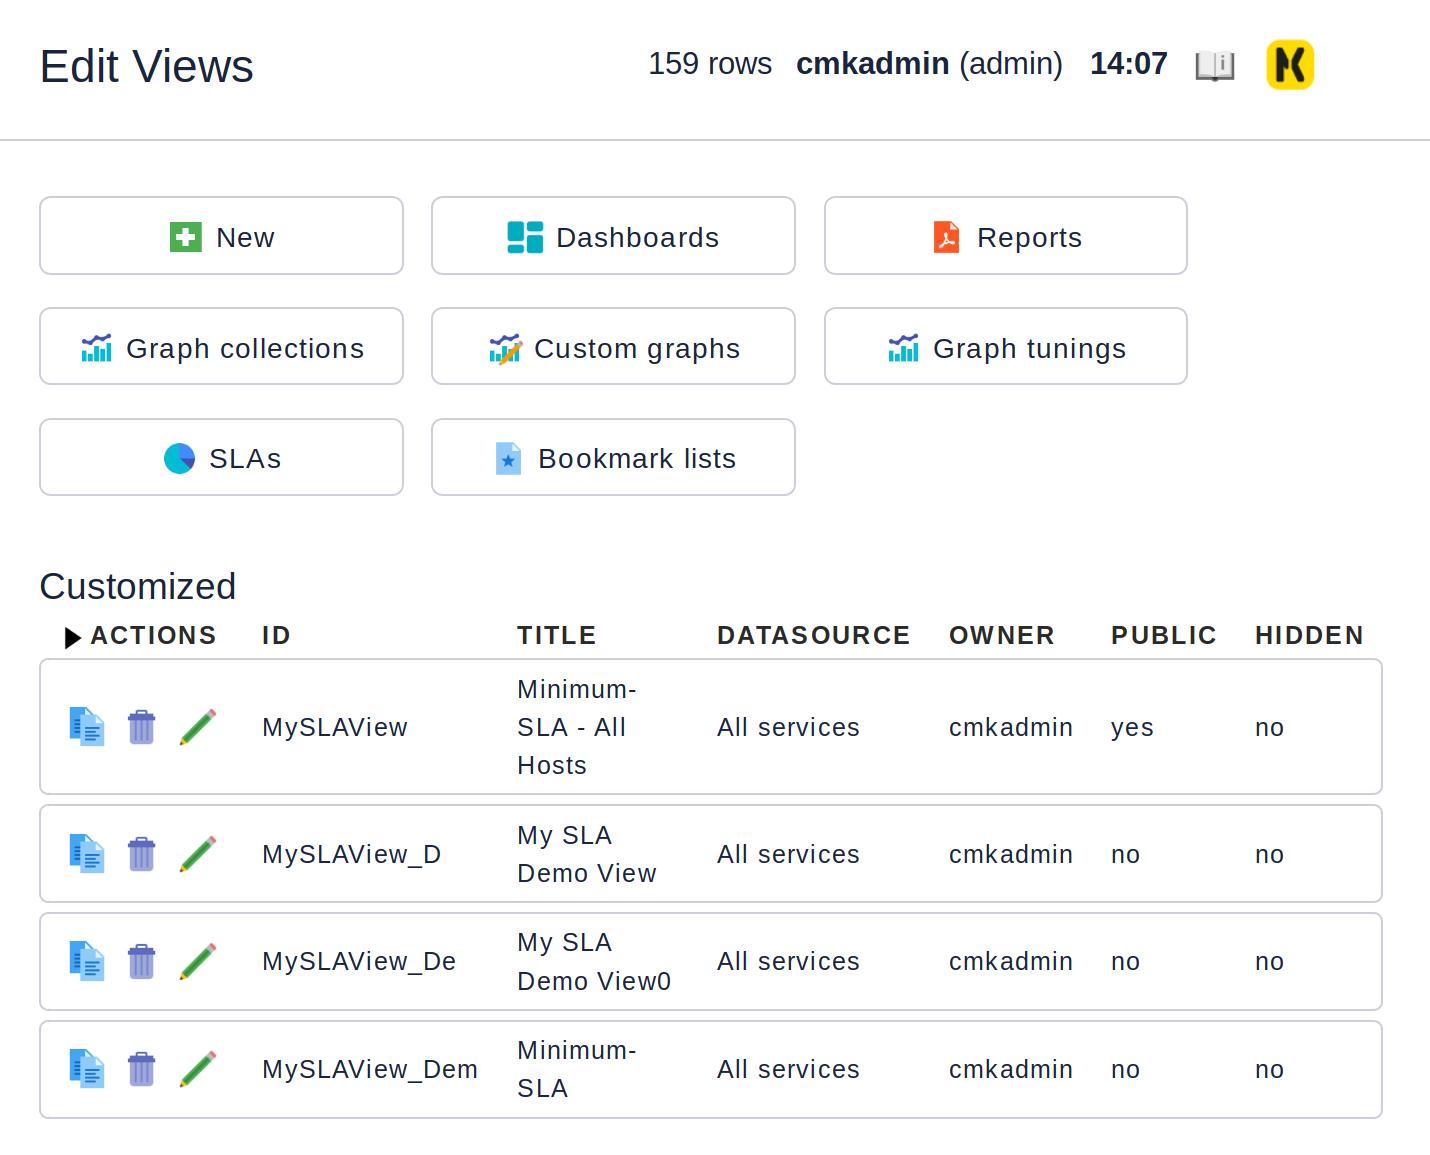 Edit Views 159 rows cmkadmin (admin) 14:07
New Dashboards Reports
Graph collections Custom graphs Graph tunings
SLAs Bookmark lists
Customized
ACTIONS ID TITLE DATASOURCE OWNER PUBLIC HIDDEN
Minimum-
MySLAView SLA - All All services cmkadmin yes no
Hosts
My SLA
MySLAView_D All services cmkadmin no no
Demo View
My SLA
MySLAView_De All services cmkadmin no no
Demo View0
Minimum-
MySLAView_Dem All services cmkadmin no no
SLA